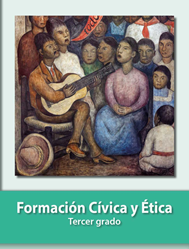 Formación Cívica y Ética
Tercer grado